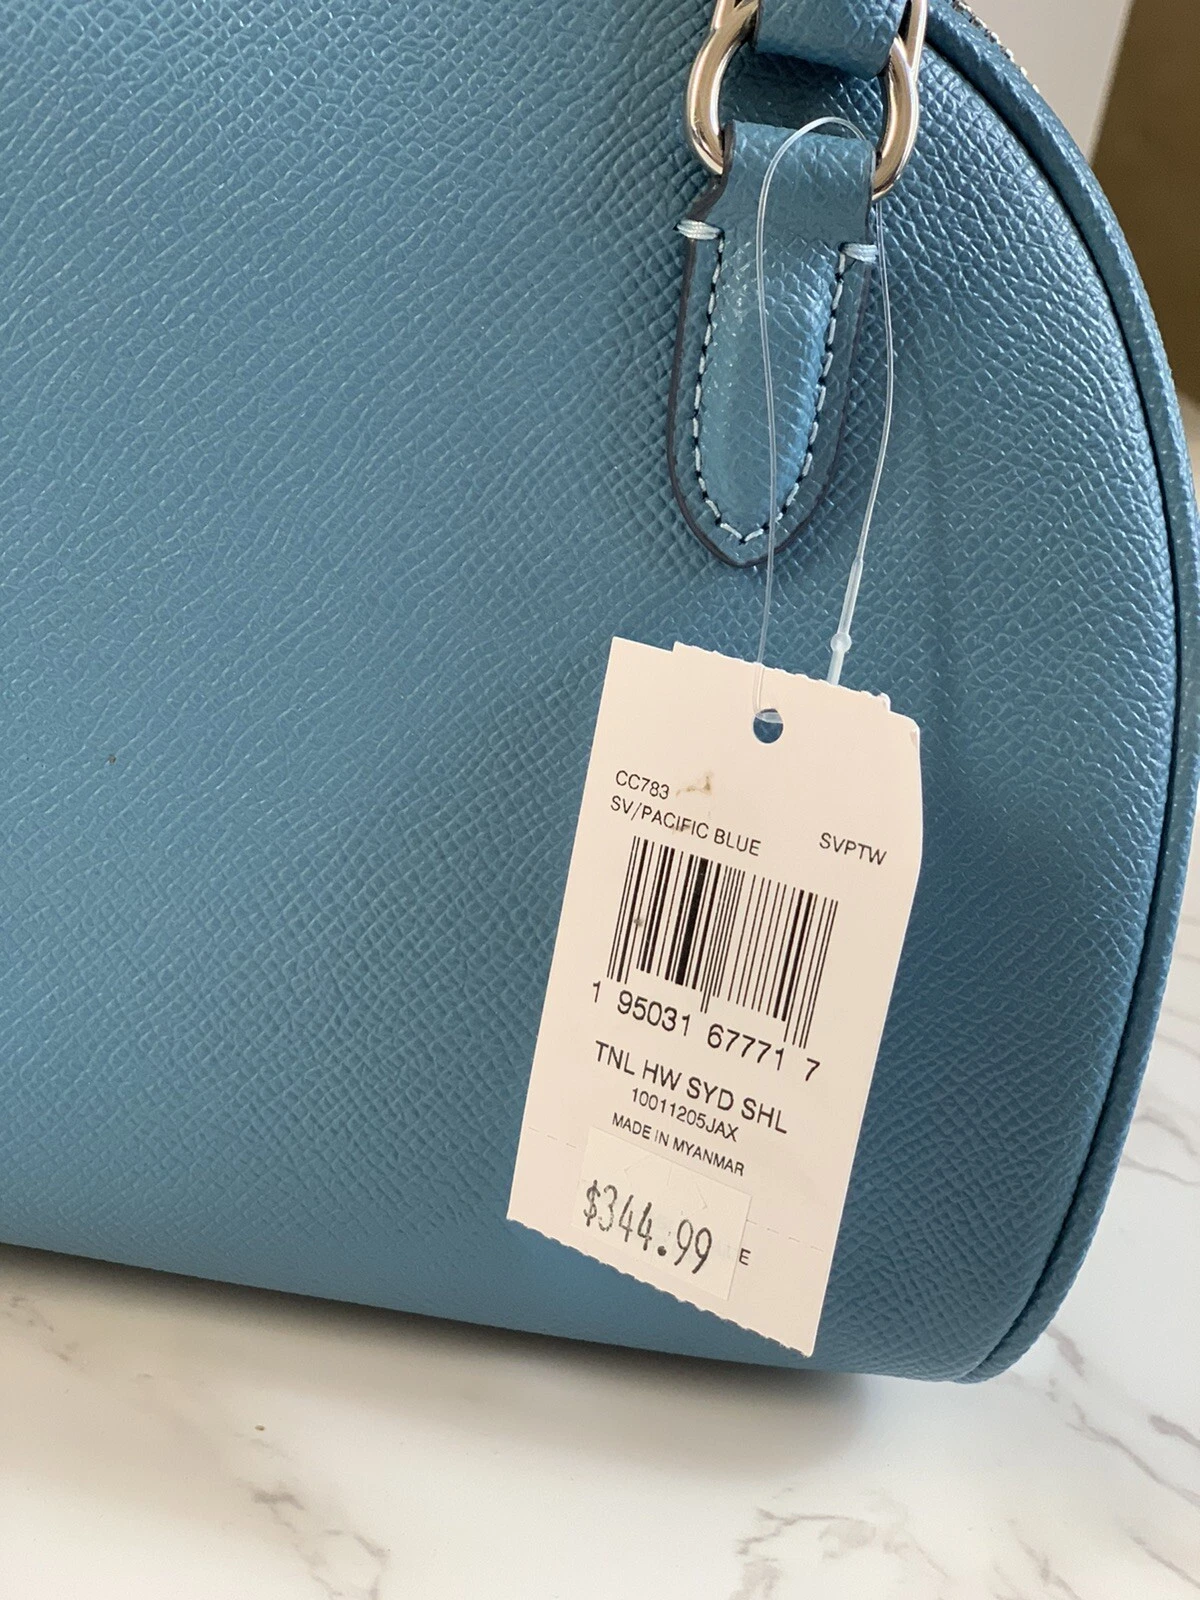 CC783
SV/PACIFIC BLUE SVPTW
1 95031 67771 7
TNL HW SYD SHL
10011205JAX
MADE IN MYANMAR
$344.99